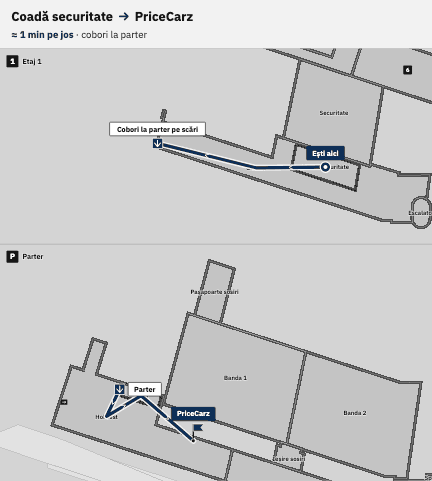 Coadă securitate → PriceCarz
≈ 1 min pe jos · cobori la parter
1 Etaj 1
6
Securitate
Cobori la parter pe scări
Ești aici
Escalato
P Parter
Pașapoarte sosiri
Banda 1
Parter
PriceCarz
Banda 2
Ieșire sosiri